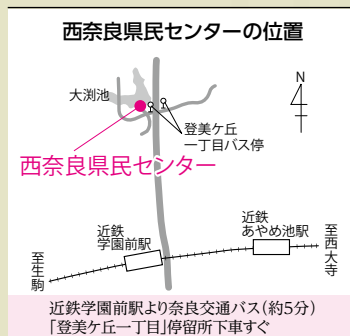 西奈良県民センターの位置
大渕池
N
登美ケ丘
一丁目バス停
西奈良県民センター
近鉄
学園前駅
近鉄
あやめ池駅
至生駒
至西大寺
近鉄学園前駅より奈良交通バス(約5分)
「登美ケ丘一丁目」停留所下車すぐ